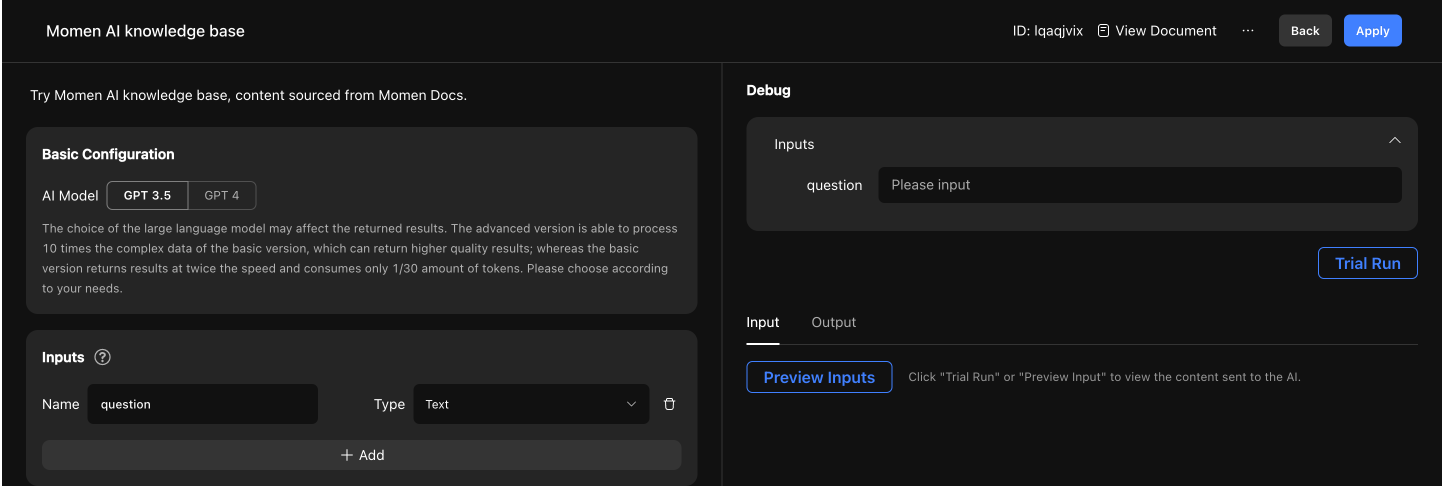 Momen AI knowledge base
ID: lqaqjvix View Document ... Back Apply
Try Momen AI knowledge base, content sourced from Momen Docs.
Basic Configuration
AI Model GPT 3.5 GPT 4
The choice of the large language model may affect the returned results. The advanced version is able to process
10 times the complex data of the basic version, which can return higher quality results; whereas the basic
version returns results at twice the speed and consumes only 1/30 amount of tokens. Please choose according
to your needs.
Inputs ?
Name question Type Text
+ Add
Debug
Inputs
question Please input
Trial Run
Input Output
Preview Inputs Click "Trial Run" or "Preview Input" to view the content sent to the AI.